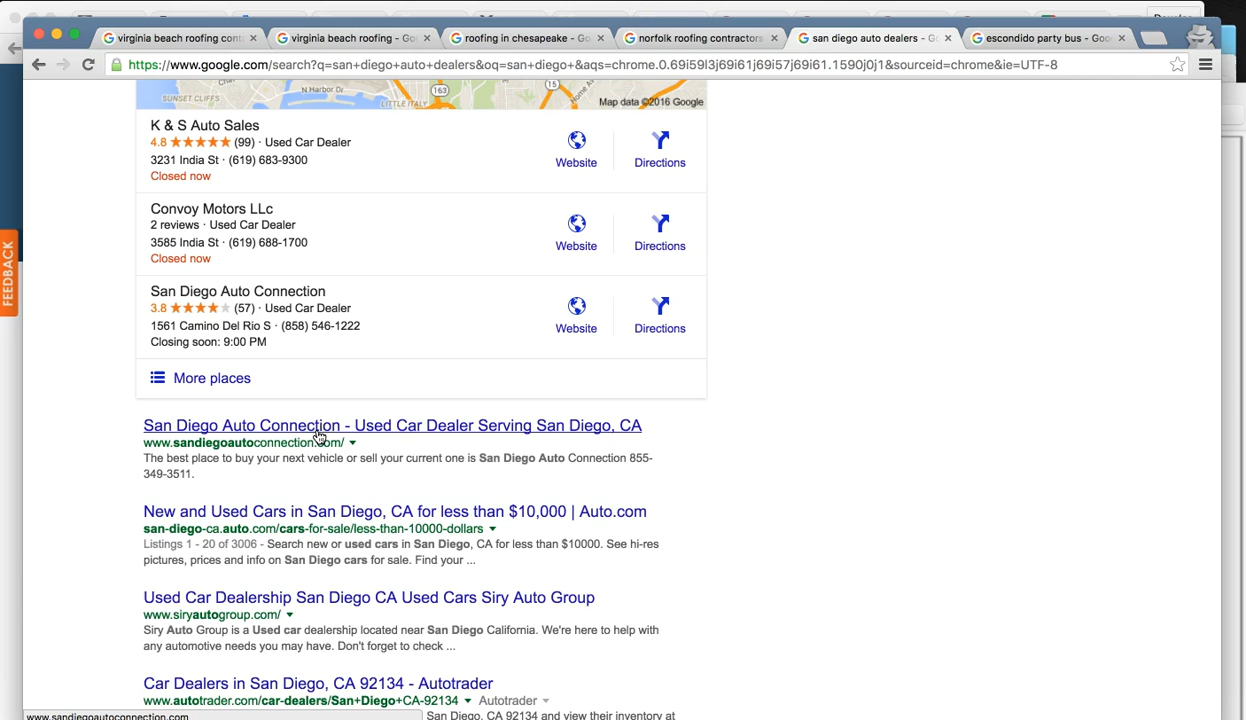 virginia beach roofing cont
virginia beach roofing - Go
roofing in chesapeake - Go
norfolk roofing contractors
san diego auto dealers - G
escondido party bus - Goo
https://www.google.com/search?q=san+diego+auto+dealers&oq=san+diego+&aqs=chrome.0.69i59l3j69i61j69i57j69i61.1590j0j1&sourceid=chrome&ie=UTF-8
SUNSET CLIFFS
N Harbor Dr
LITTLE ITALY
163
15
Map data ©2016 Google
K & S Auto Sales
4.8 ★★★★★ (99) · Used Car Dealer
3231 India St · (619) 683-9300
Closed now
Website
Directions
Convoy Motors LLc
2 reviews · Used Car Dealer
3585 India St · (619) 688-1700
Closed now
Website
Directions
San Diego Auto Connection
3.8 ★★★★★ (57) · Used Car Dealer
1561 Camino Del Rio S · (858) 546-1222
Closing soon: 9:00 PM
Website
Directions
More places
FEEDBACK
San Diego Auto Connection - Used Car Dealer Serving San Diego, CA
www.sandiegoautoconnection.com/
The best place to buy your next vehicle or sell your current one is San Diego Auto Connection 855-
349-3511.
New and Used Cars in San Diego, CA for less than $10,000 | Auto.com
san-diego-ca.auto.com/cars-for-sale/less-than-10000-dollars
Listings 1 - 20 of 3006 - Search new or used cars in San Diego, CA for less than $10000. See hi-res
pictures, prices and info on San Diego cars for sale. Find your ...
Used Car Dealership San Diego CA Used Cars Siry Auto Group
www.siryautogroup.com/
Siry Auto Group is a Used car dealership located near San Diego California. We're here to help with
any automotive needs you may have. Don't forget to check ...
Car Dealers in San Diego, CA 92134 - Autotrader
www.autotrader.com/car-dealers/San+Diego+CA-92134 Autotrader
San Diego, CA 92134 and view their inventory at
www.sandiegoautoconnection.com